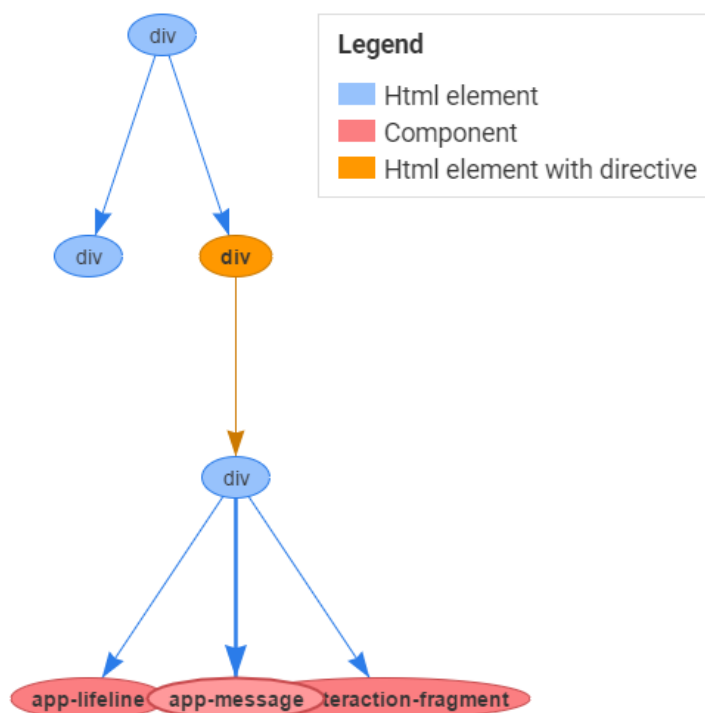 div
Legend
Html element
Component
Html element with directive
div
div
div
app-lifeline
app-message
teraction-fragment